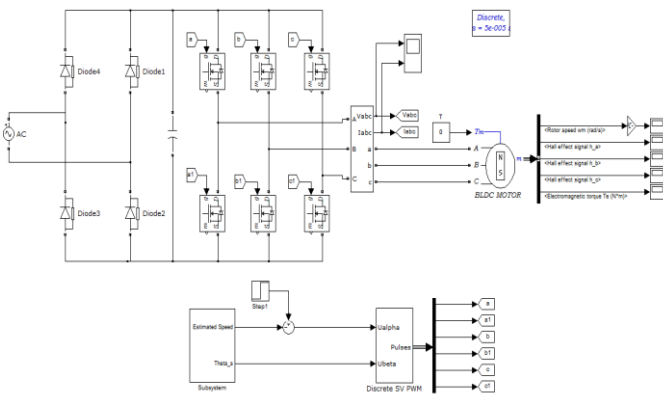 Discrete,
s = 5e-005 s
a
b
c
Diode4
Diode1
AC
Vabc
Iabc
Vabc
Iabc
A
B
C
a
b
c
T
0
Tm
A
B
C
N
S
m
BLDC MOTOR
<Rotor speed wm (rad/s)>
<Hall effect signal h_a>
<Hall effect signal h_b>
<Hall effect signal h_c>
<Electromagnetic torque Te (N*m)>
a1
b1
c1
Diode3
Diode2
Step1
Estimated Speed
Theta_a
Subsystem
Ualpha
Pulses
Ubeta
Discrete SV PWM
a
a1
b
b1
c
c1